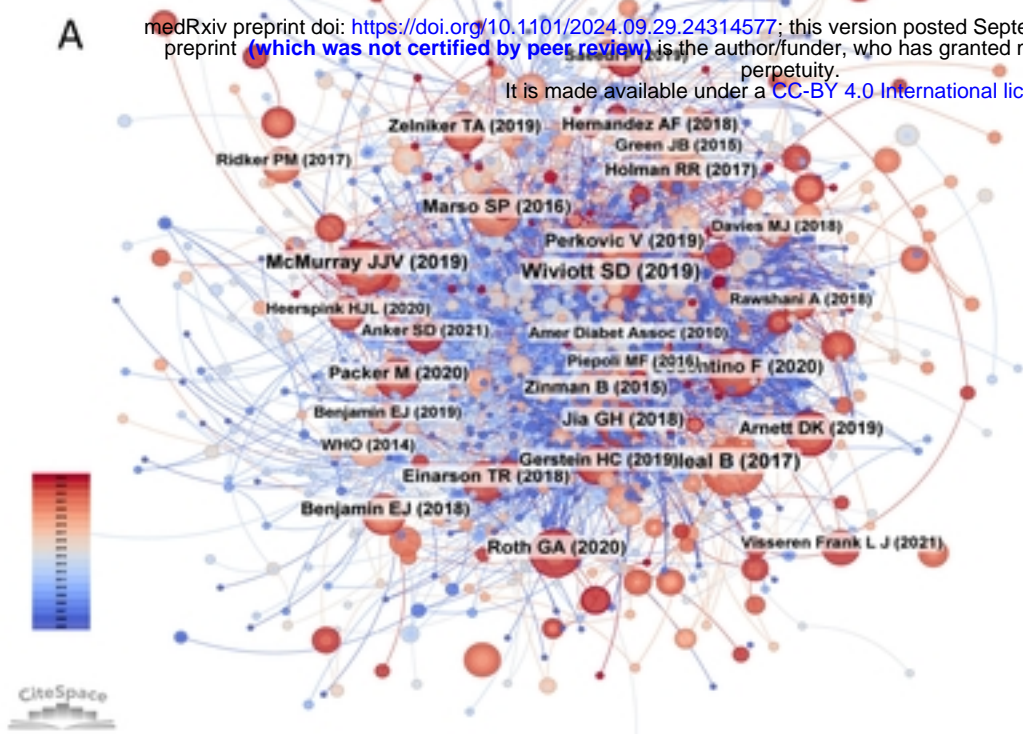 A
medRxiv preprint doi: https://doi.org/10.1101/2024.09.29.24314577; this version posted Septe
preprint (which was not certified by peer review) is the author/funder, who has granted
perpetuity.
It is made available under a CC-BY 4.0 International lic
Saeedi P (2019)
Zelniker TA (2019)
Hernandez AF (2018)
Green JB (2015)
Ridker PM (2017)
Holman RR (2017)
Marso SP (2016)
Davies MJ (2018)
Perkovic V (2019)
McMurray JJV (2019)
Wiviott SD (2019)
Rawshani A (2018)
Heerspink HJL (2020)
Anker SD (2021)
Amer Diabet Assoc (2010)
Piepoli MF (2016)
ntino F (2020)
Packer M (2020)
Zinman B (2015)
Benjamin EJ (2019)
Jia GH (2018)
Arnett DK (2019)
WHO (2014)
Gerstein HC (2019)
leal B (2017)
Einarson TR (2018)
Benjamin EJ (2018)
Roth GA (2020)
Visseren Frank L J (2021)
CiteSpace